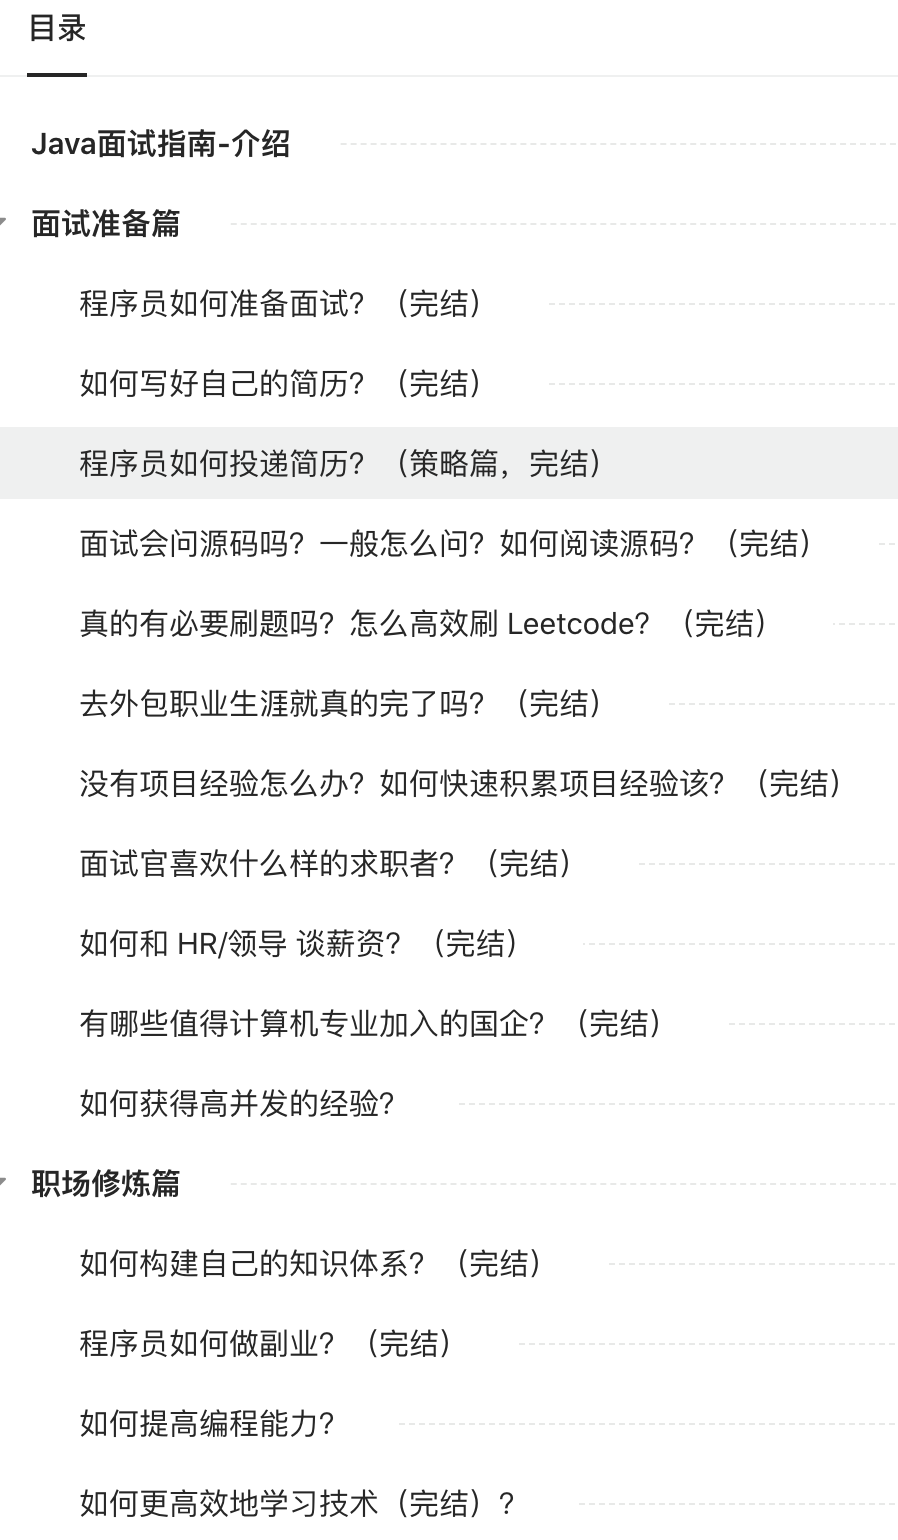 目录
Java面试指南-介绍
面试准备篇
程序员如何准备面试？（完结）
如何写好自己的简历？（完结）
程序员如何投递简历？（策略篇，完结）
面试会问源码吗？一般怎么问？如何阅读源码？（完结）
真的有必要刷题吗？怎么高效刷 Leetcode？（完结）
去外包职业生涯就真的完了吗？（完结）
没有项目经验怎么办？如何快速积累项目经验该？（完结）
面试官喜欢什么样的求职者？（完结）
如何和 HR/领导 谈薪资？（完结）
有哪些值得计算机专业加入的国企？（完结）
如何获得高并发的经验？
职场修炼篇
如何构建自己的知识体系？（完结）
程序员如何做副业？（完结）
如何提高编程能力？
如何更高效地学习技术（完结）？